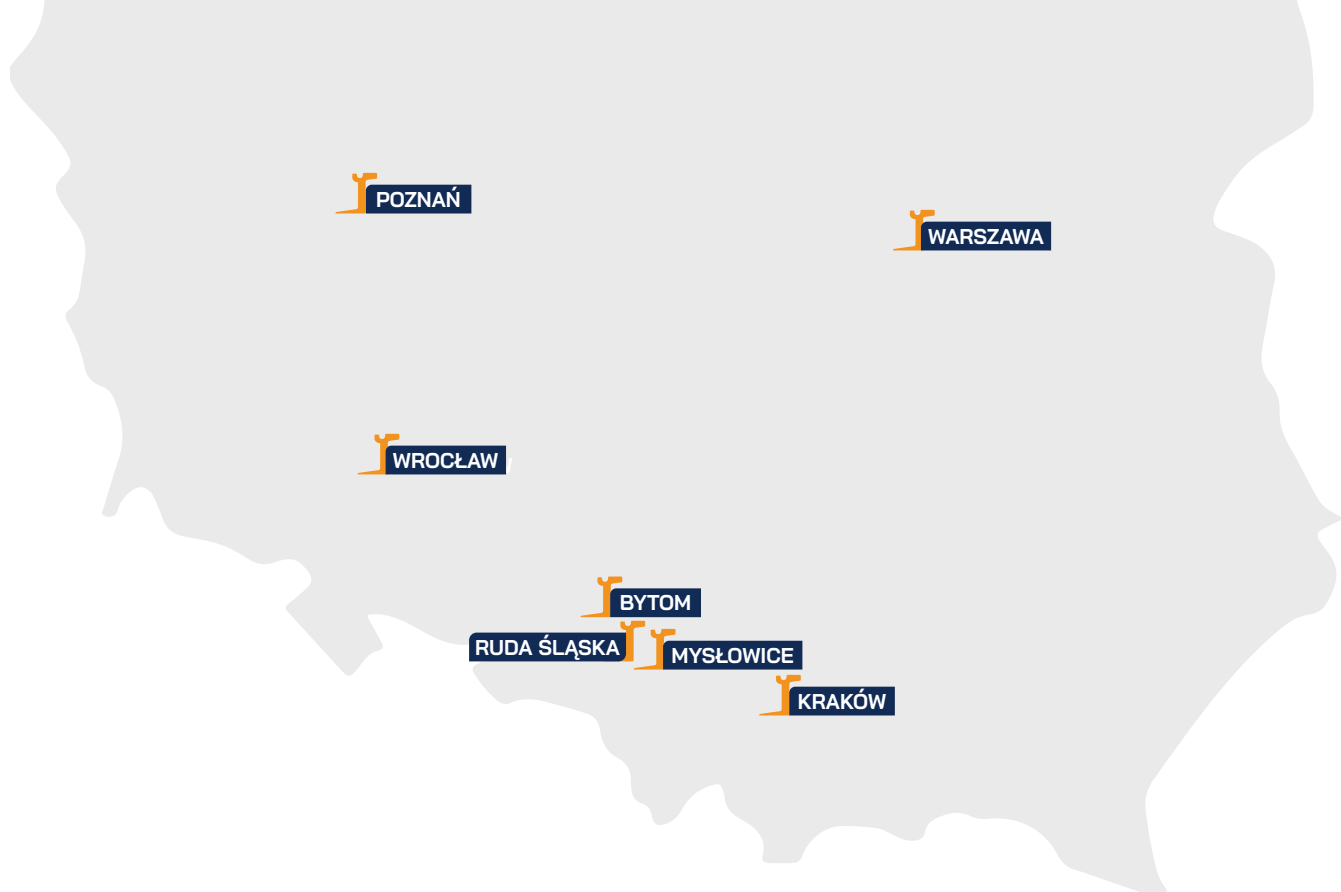 POZNAŃ
WARSZAWA
WROCŁAW
BYTOM
RUDA ŚLĄSKA
MYSŁOWICE
KRAKÓW